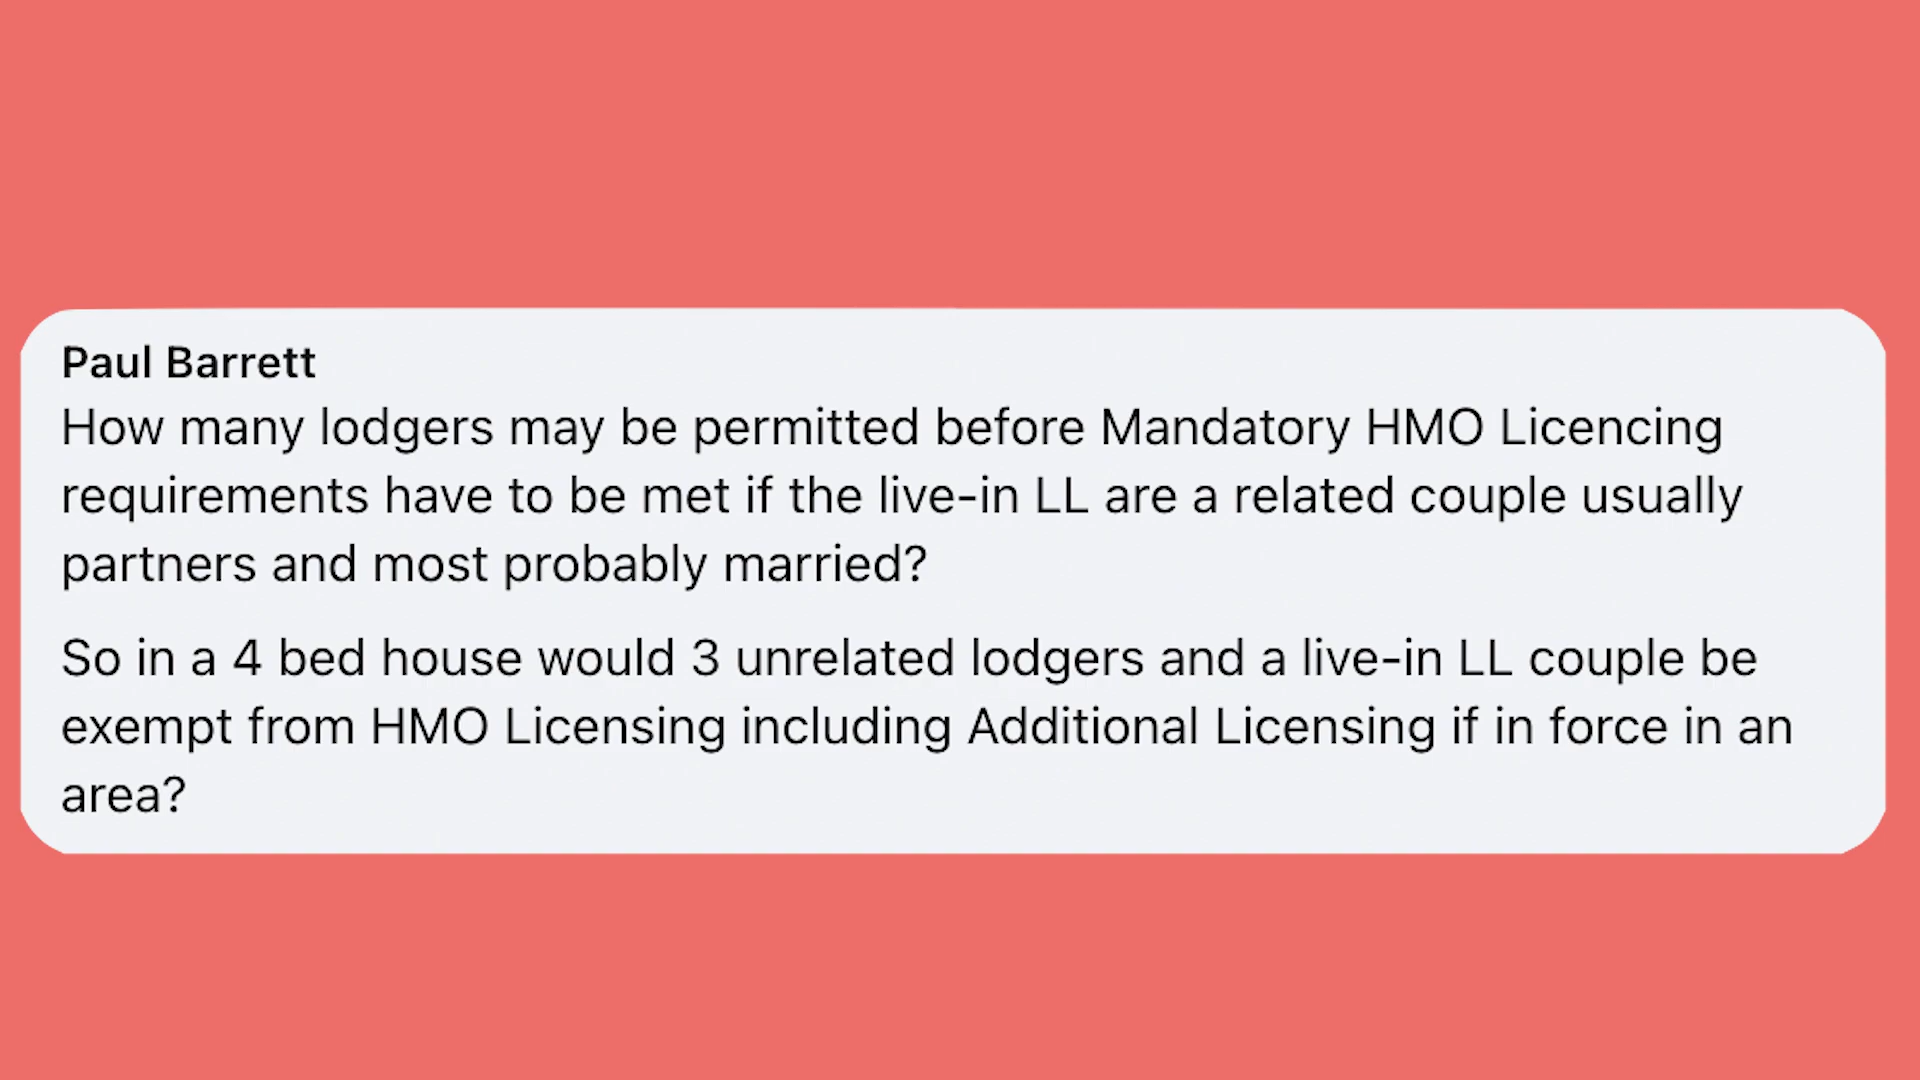 Paul Barrett
How many lodgers may be permitted before Mandatory HMO Licencing
requirements have to be met if the live-in LL are a related couple usually
partners and most probably married?
So in a 4 bed house would 3 unrelated lodgers and a live-in LL couple be
exempt from HMO Licensing including Additional Licensing if in force in an
area?